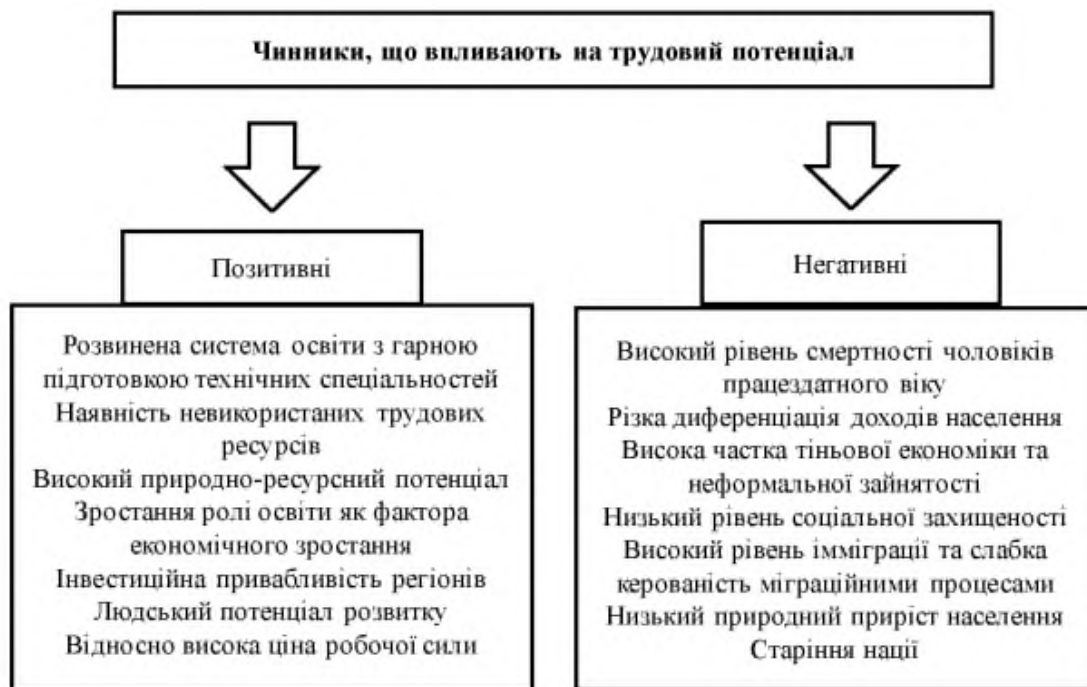 Чинники, що впливають на трудовий потенціал
Позитивні
Розвинена система освіти з гарною
підготовкою технічних спеціальностей
Наявність невикористаних трудових
ресурсів
Високий природно-ресурсний потенціал
Зростання ролі освіти як фактора
економічного зростання
Інвестиційна привабливість регіонів
Людський потенціал розвитку
Відносно висока ціна робочої сили
Негативні
Високий рівень смертності чоловіків
працездатного віку
Різка диференціація доходів населення
Висока частка тіньової економіки та
неформальної зайнятості
Низький рівень соціальної захищеності
Високий рівень імміграції та слабка
керованість міграційними процесами
Низький природний приріст населення
Старіння нації